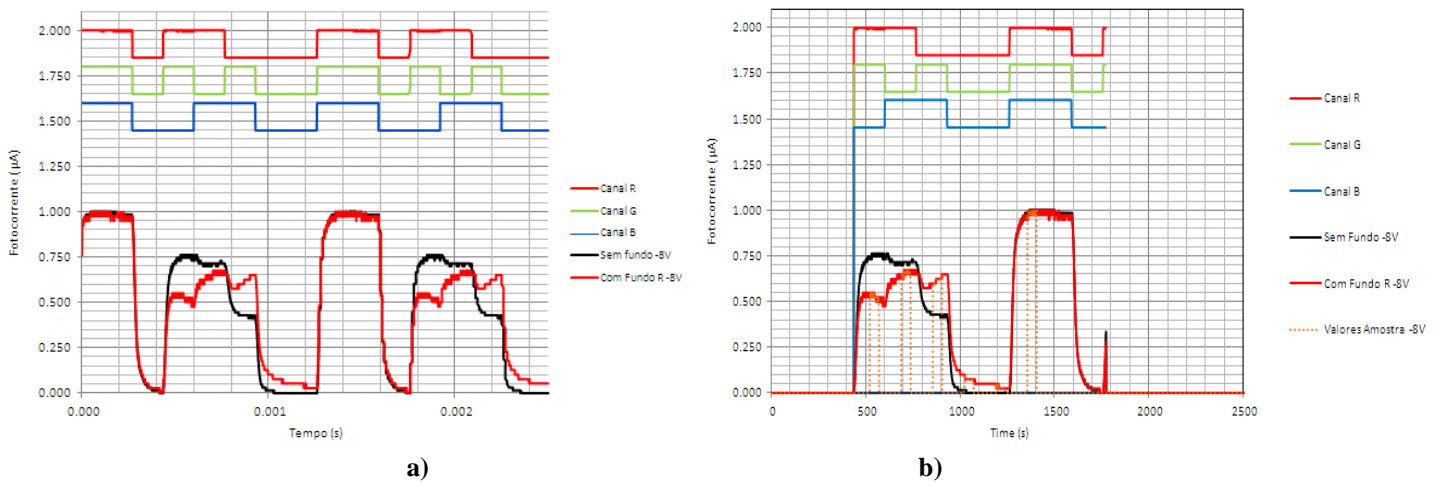 Fotocorrente (µA)
2.000
1.750
1.500
1.250
1.000
0.750
0.500
0.250
0.000
0.000
0.001
0.002
Tempo (s)
Canal R
Canal G
Canal B
Sem fundo -8V
Com Fundo R -8V
a)
Fotocorrente (µA)
2.000
1.750
1.500
1.250
1.000
0.750
0.500
0.250
0.000
0
500
1000
1500
2000
2500
Time (s)
Canal R
Canal G
Canal B
Sem Fundo -8V
Com Fundo R -8V
Valores Amostra -8V
b)